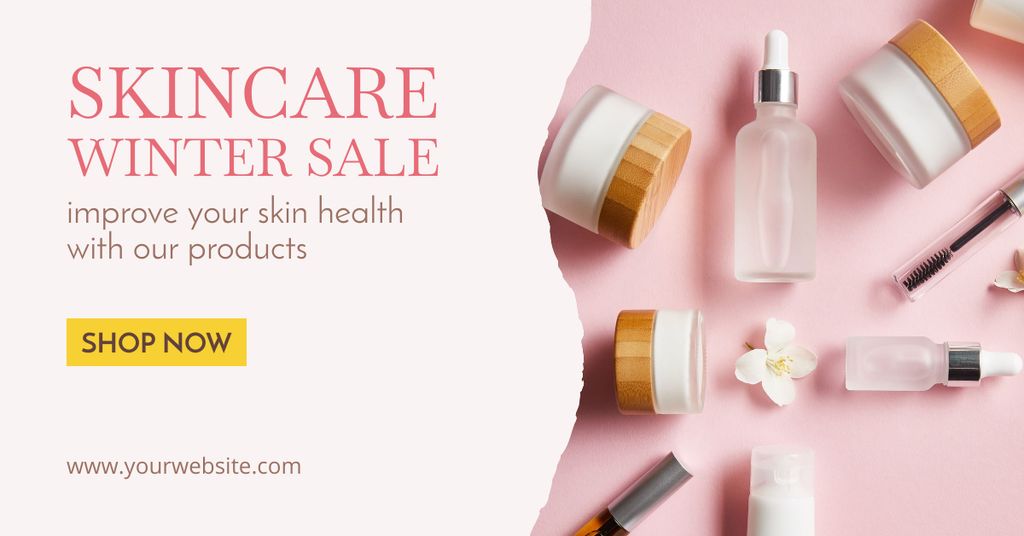 SKINCARE
WINTER SALE
improve your skin health
with our products
SHOP NOW
www.yourwebsite.com